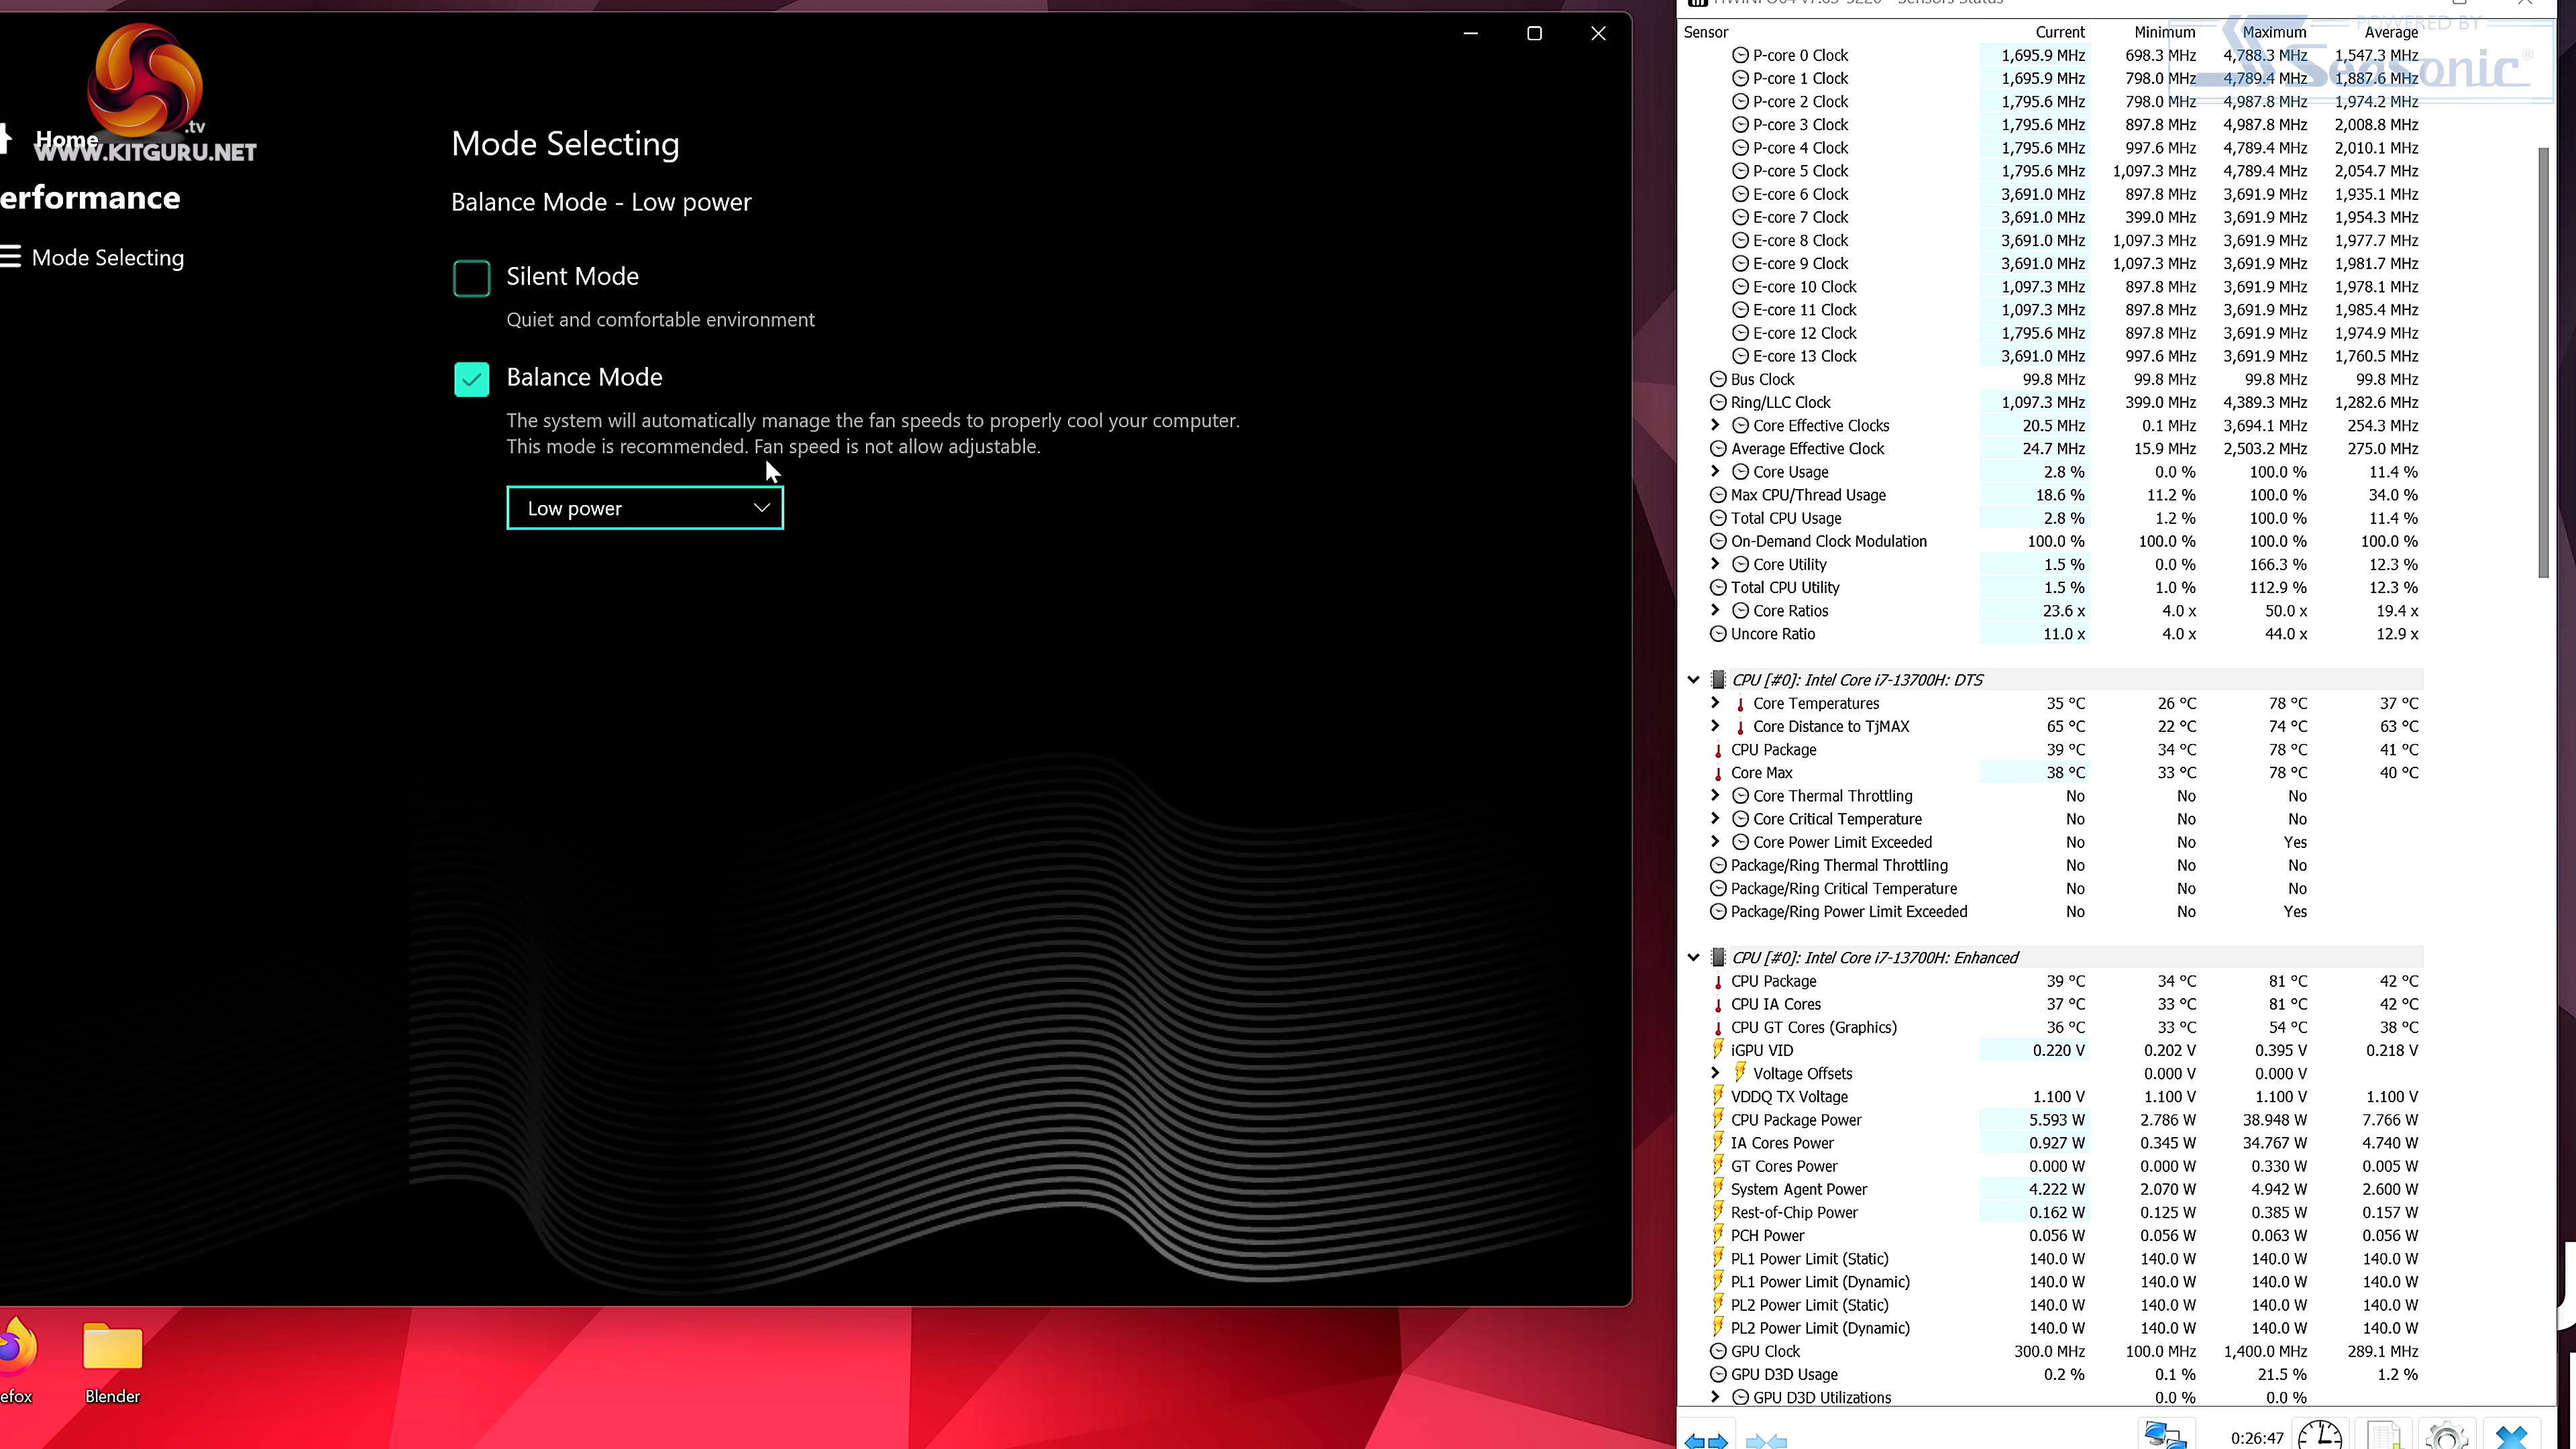 .tv
Home
WWW.KITGURU.NET
erformance
Mode Selecting
Mode Selecting
Balance Mode - Low power
Silent Mode
Quiet and comfortable environment
Balance Mode
The system will automatically manage the fan speeds to properly cool your computer.
This mode is recommended. Fan speed is not allow adjustable.
Low power
efox
Blender
POWERED BY
Seasonic®
Sensor Current Minimum Maximum Average
P-core 0 Clock 1,695.9 MHz 698.3 MHz 4,788.3 MHz 1,547.3 MHz
P-core 1 Clock 1,695.9 MHz 798.0 MHz 4,789.4 MHz 1,887.6 MHz
P-core 2 Clock 1,795.6 MHz 798.0 MHz 4,987.8 MHz 1,974.2 MHz
P-core 3 Clock 1,795.6 MHz 897.8 MHz 4,987.8 MHz 2,008.8 MHz
P-core 4 Clock 1,795.6 MHz 997.6 MHz 4,789.4 MHz 2,010.1 MHz
P-core 5 Clock 1,795.6 MHz 1,097.3 MHz 4,789.4 MHz 2,054.7 MHz
E-core 6 Clock 3,691.0 MHz 897.8 MHz 3,691.9 MHz 1,935.1 MHz
E-core 7 Clock 3,691.0 MHz 399.0 MHz 3,691.9 MHz 1,954.3 MHz
E-core 8 Clock 3,691.0 MHz 1,097.3 MHz 3,691.9 MHz 1,977.7 MHz
E-core 9 Clock 3,691.0 MHz 1,097.3 MHz 3,691.9 MHz 1,981.7 MHz
E-core 10 Clock 1,097.3 MHz 897.8 MHz 3,691.9 MHz 1,978.1 MHz
E-core 11 Clock 1,097.3 MHz 897.8 MHz 3,691.9 MHz 1,985.4 MHz
E-core 12 Clock 1,795.6 MHz 897.8 MHz 3,691.9 MHz 1,974.9 MHz
E-core 13 Clock 3,691.0 MHz 997.6 MHz 3,691.9 MHz 1,760.5 MHz
Bus Clock 99.8 MHz 99.8 MHz 99.8 MHz 99.8 MHz
Ring/LLC Clock 1,097.3 MHz 399.0 MHz 4,389.3 MHz 1,282.6 MHz
Core Effective Clocks 20.5 MHz 0.1 MHz 3,694.1 MHz 254.3 MHz
Average Effective Clock 24.7 MHz 15.9 MHz 2,503.2 MHz 275.0 MHz
Core Usage 2.8 % 0.0 % 100.0 % 11.4 %
Max CPU/Thread Usage 18.6 % 11.2 % 100.0 % 34.0 %
Total CPU Usage 2.8 % 1.2 % 100.0 % 11.4 %
On-Demand Clock Modulation 100.0 % 100.0 % 100.0 % 100.0 %
Core Utility 1.5 % 0.0 % 166.3 % 12.3 %
Total CPU Utility 1.5 % 1.0 % 112.9 % 12.3 %
Core Ratios 23.6 x 4.0 x 50.0 x 19.4 x
Uncore Ratio 11.0 x 4.0 x 44.0 x 12.9 x
CPU [#0]: Intel Core i7-13700H: DTS
Core Temperatures 35 °C 26 °C 78 °C 37 °C
Core Distance to TjMAX 65 °C 22 °C 74 °C 63 °C
CPU Package 39 °C 34 °C 78 °C 41 °C
Core Max 38 °C 33 °C 78 °C 40 °C
Core Thermal Throttling No No No
Core Critical Temperature No No No
Core Power Limit Exceeded No No Yes
Package/Ring Thermal Throttling No No No
Package/Ring Critical Temperature No No No
Package/Ring Power Limit Exceeded No No Yes
CPU [#0]: Intel Core i7-13700H: Enhanced
CPU Package 39 °C 34 °C 81 °C 42 °C
CPU IA Cores 37 °C 33 °C 81 °C 42 °C
CPU GT Cores (Graphics) 36 °C 33 °C 54 °C 38 °C
iGPU VID 0.220 V 0.202 V 0.395 V 0.218 V
Voltage Offsets 0.000 V 0.000 V
VDDQ TX Voltage 1.100 V 1.100 V 1.100 V 1.100 V
CPU Package Power 5.593 W 2.786 W 38.948 W 7.766 W
IA Cores Power 0.927 W 0.345 W 34.767 W 4.740 W
GT Cores Power 0.000 W 0.000 W 0.330 W 0.005 W
System Agent Power 4.222 W 2.070 W 4.942 W 2.600 W
Rest-of-Chip Power 0.162 W 0.125 W 0.385 W 0.157 W
PCH Power 0.056 W 0.056 W 0.063 W 0.056 W
PL1 Power Limit (Static) 140.0 W 140.0 W 140.0 W 140.0 W
PL1 Power Limit (Dynamic) 140.0 W 140.0 W 140.0 W 140.0 W
PL2 Power Limit (Static) 140.0 W 140.0 W 140.0 W 140.0 W
PL2 Power Limit (Dynamic) 140.0 W 140.0 W 140.0 W 140.0 W
GPU Clock 300.0 MHz 100.0 MHz 1,400.0 MHz 289.1 MHz
GPU D3D Usage 0.2 % 0.1 % 21.5 % 1.2 %
GPU D3D Utilizations 0.0 % 0.0 %
0:26:47